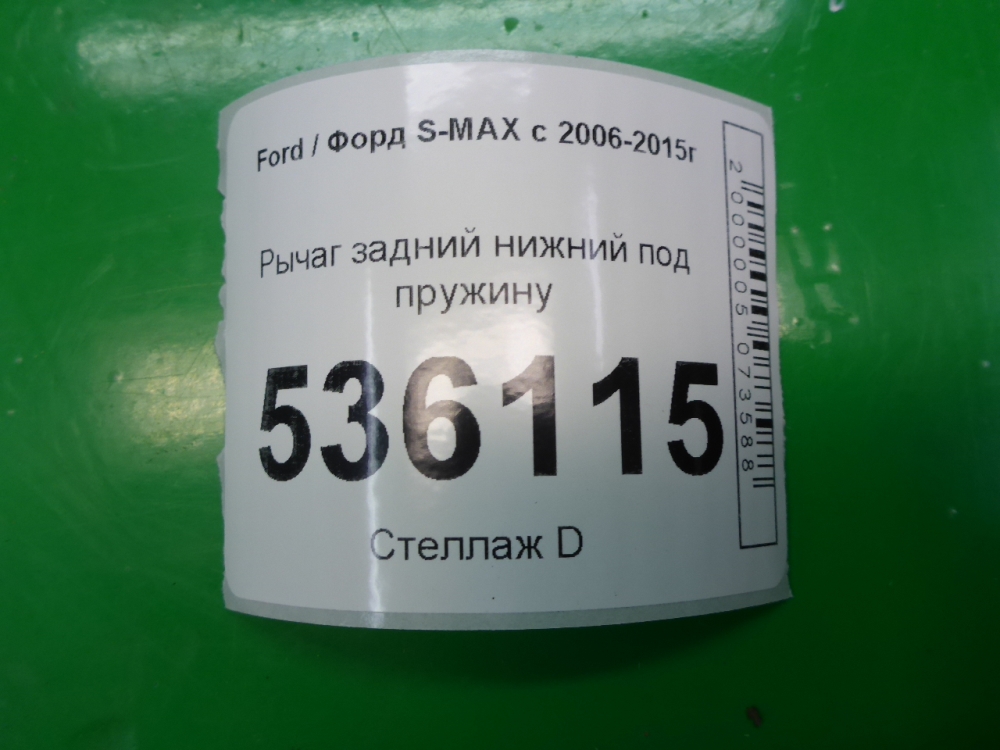 Ford / Форд S-MAX с 2006-2015г
Рычаг задний нижний под
пружину
536115
Стеллаж D
2000005073588